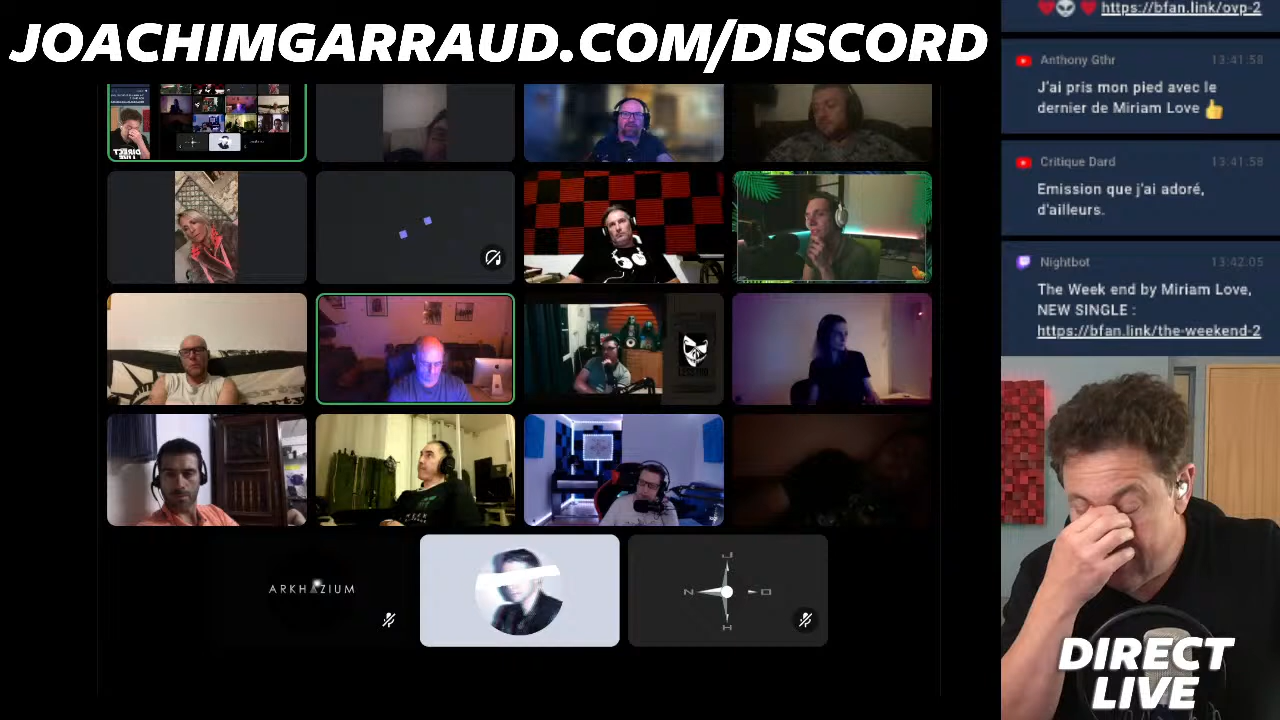 JOACHIMGARRAUD.COM/DISCORD
https://bfan.link/ovp-2
Anthony Gthr
13:41:58
J'ai pris mon pied avec le
dernier de Miriam Love
Critique Dard
13:41:58
Emission que j'ai adoré,
d'ailleurs.
Nightbot
13:42:05
The Week end by Miriam Love,
NEW SINGLE :
https://bfan.link/the-weekend-2
ARKHAZIUM
J
N
O
H
DIRECT
LIVE